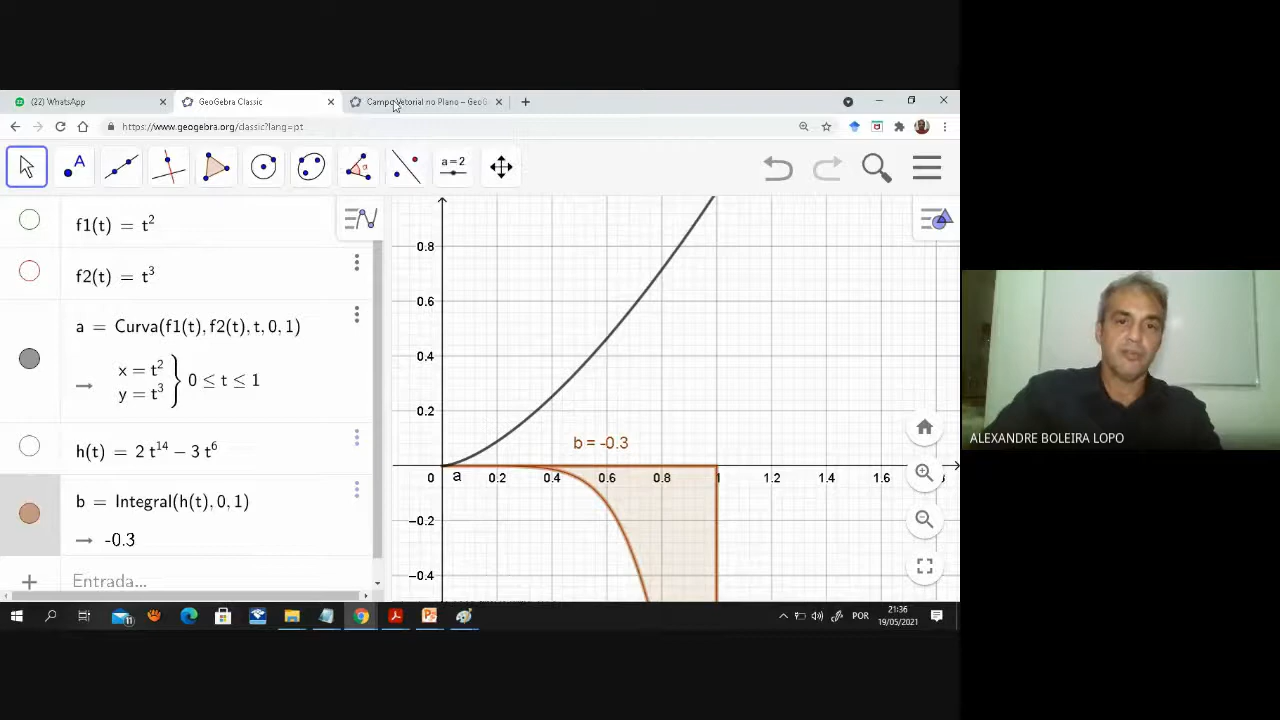 (22) WhatsApp
GeoGebra Classic
Campo Vetorial no Plano – GeoG
https://www.geogebra.org/classic?lang=pt
A
α
a=2
f1(t) = t²
f2(t) = t³
a = Curva(f1(t), f2(t), t, 0, 1)
→ x = t²
y = t³ } 0 ≤ t ≤ 1
h(t) = 2 t¹⁴ − 3 t⁶
b = Integral(h(t), 0, 1)
→ -0.3
Entrada...
0.8
0.6
0.4
0.2
b = -0.3
0 a 0.2 0.4 0.6 0.8 1 1.2 1.4 1.6
−0.2
−0.4
ALEXANDRE BOLEIRA LOPO
POR
21:36
19/05/2021